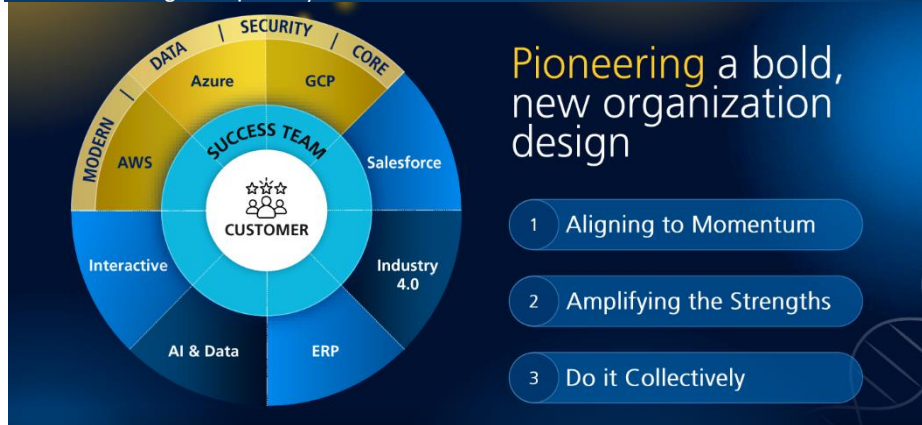 MODERN | DATA | SECURITY | CORE
AWS
Azure
GCP
Salesforce
Industry
4.0
ERP
AI & Data
Interactive
SUCCESS TEAM
CUSTOMER
Pioneering a bold,
new organization
design
1 Aligning to Momentum
2 Amplifying the Strengths
3 Do it Collectively